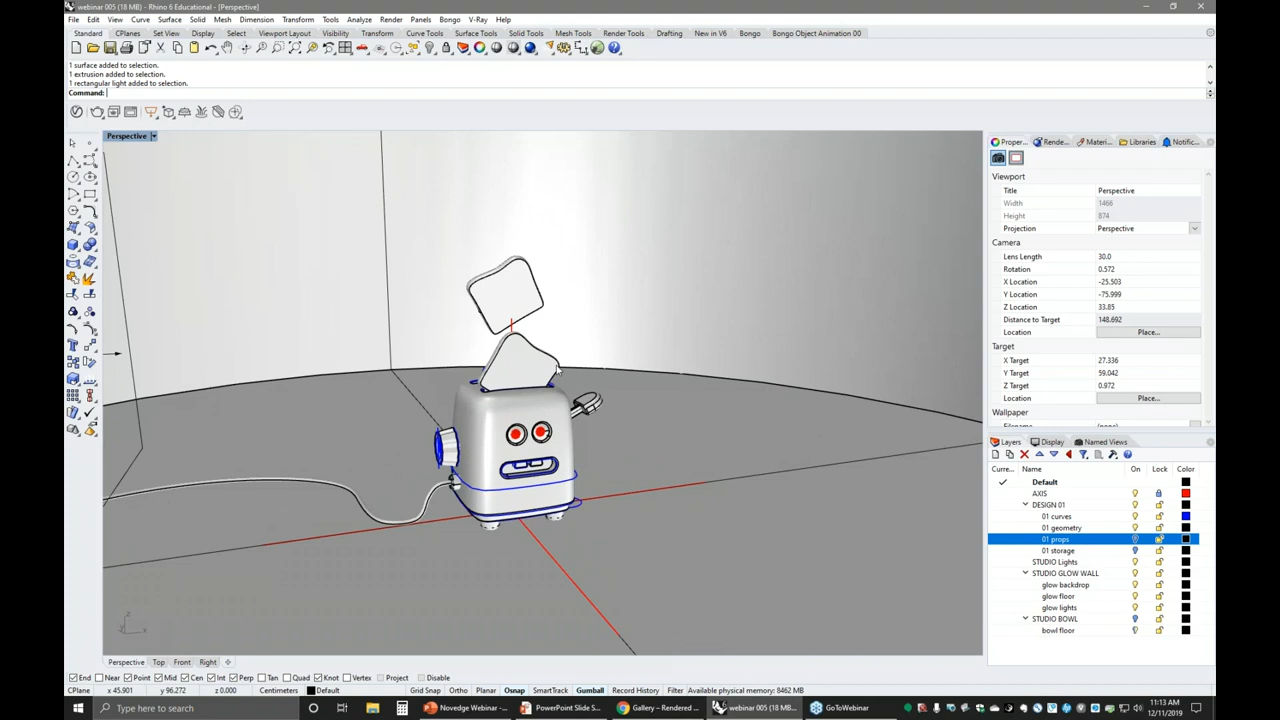 webinar 005 (18 MB) - Rhino 6 Educational - [Perspective]
File Edit View Curve Surface Solid Mesh Dimension Transform Tools Analyze Render Panels Bongo V-Ray Help
Standard CPlanes Set View Display Select Viewport Layout Visibility Transform Curve Tools Surface Tools Solid Tools Mesh Tools Render Tools Drafting New in V6 Bongo Bongo Object Animation 00
1 surface added to selection.
1 extrusion added to selection.
1 rectangular light added to selection.
Command:
Perspective
Proper... Rende... Materi... Libraries Notific...
Viewport
Title Perspective
Width 1466
Height 874
Projection Perspective
Camera
Lens Length 30.0
Rotation 0.572
X Location -25.503
Y Location -75.999
Z Location 33.85
Distance to Target 148.692
Location Place...
Target
X Target 27.336
Y Target 59.042
Z Target 0.972
Location Place...
Wallpaper
Filename (none)
Layers Display Named Views
Curre... Name On Lock Color
Default
AXIS
DESIGN 01
01 curves
01 geometry
01 props
01 storage
STUDIO Lights
STUDIO GLOW WALL
glow backdrop
glow floor
glow lights
STUDIO BOWL
bowl floor
z
y x
Perspective Top Front Right
End Near Point Mid Cen Int Perp Tan Quad Knot Vertex Project Disable
CPlane x 45.901 y 96.272 z 0.000 Centimeters Default Grid Snap Ortho Planar Osnap SmartTrack Gumball Record History Filter Available physical memory: 8462 MB
Type here to search
Novedge Webinar -...
PowerPoint Slide S...
Gallery – Rendered ...
webinar 005 (18 MB...
GoToWebinar
11:13 AM
12/11/2019